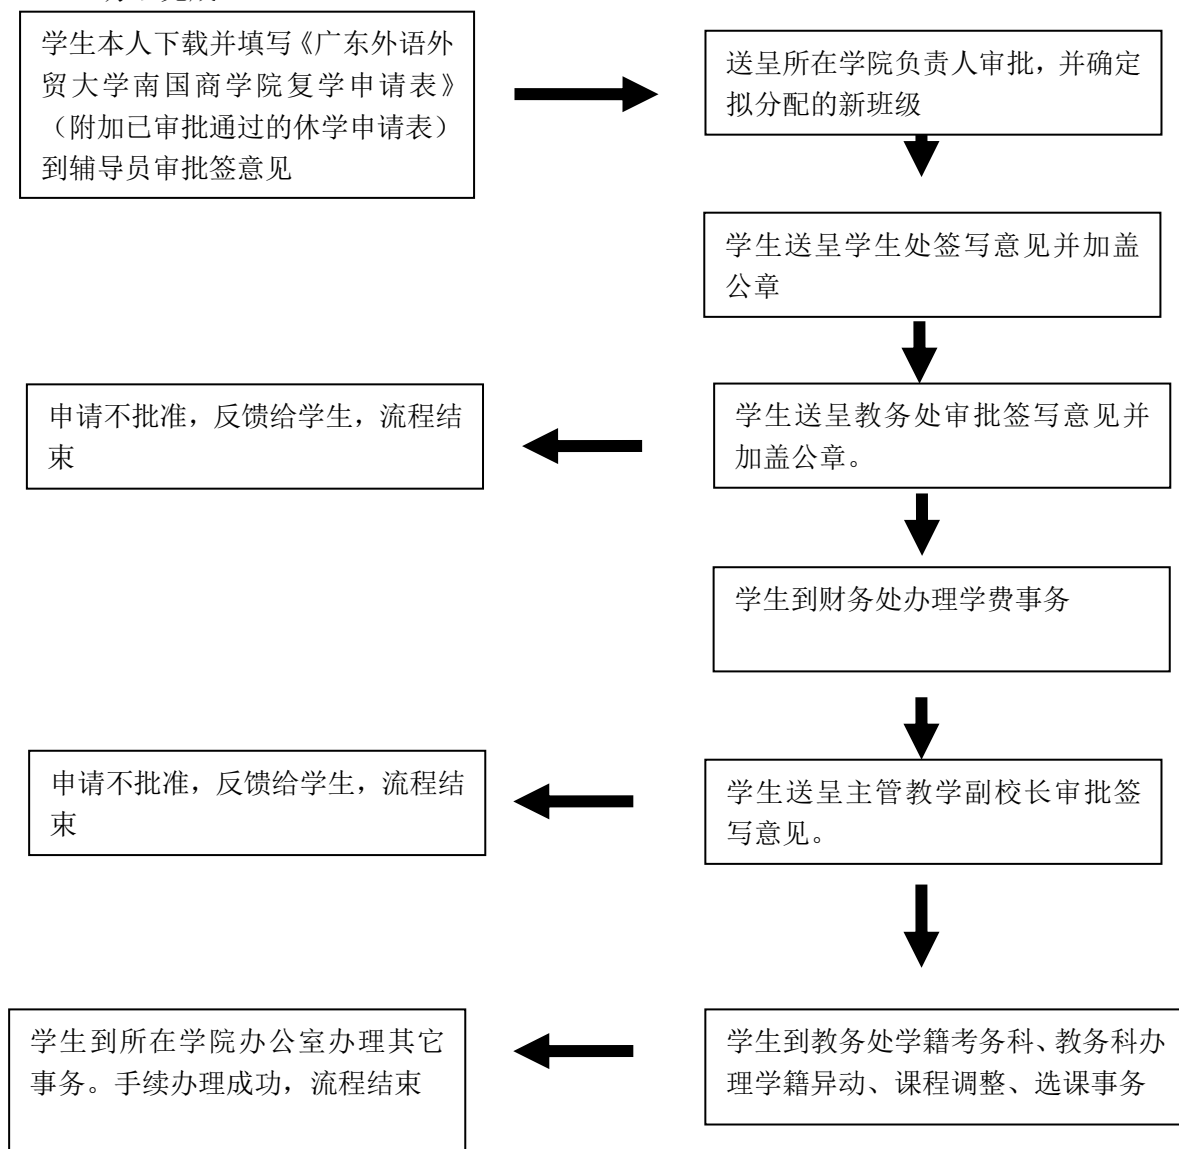 学生本人下载并填写《广东外语外
贸大学南国商学院复学申请表》
（附加已审批通过的休学申请表）
到辅导员审批签意见
送呈所在学院负责人审批，并确定
拟分配的新班级
学生送呈学生处签写意见并加盖
公章
申请不批准，反馈给学生，流程结
束
学生送呈教务处审批签写意见并
加盖公章。
学生到财务处办理学费事务
申请不批准，反馈给学生，流程结
束
学生送呈主管教学副校长审批签
写意见。
学生到所在学院办公室办理其它
事务。手续办理成功，流程结束
学生到教务处学籍考务科、教务科办
理学籍异动、课程调整、选课事务